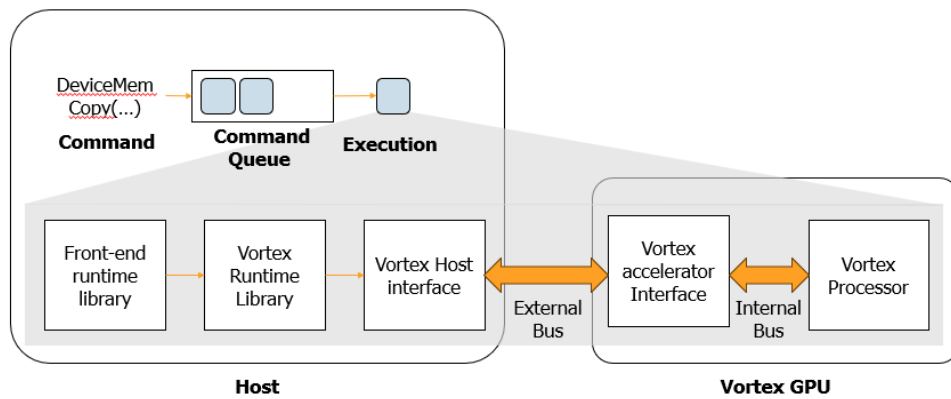 DeviceMem
Copy(...)
Command
Command
Queue
Execution
Front-end
runtime
library
Vortex
Runtime
Library
Vortex Host
interface
External
Bus
Vortex
accelerator
Interface
Internal
Bus
Vortex
Processor
Host
Vortex GPU